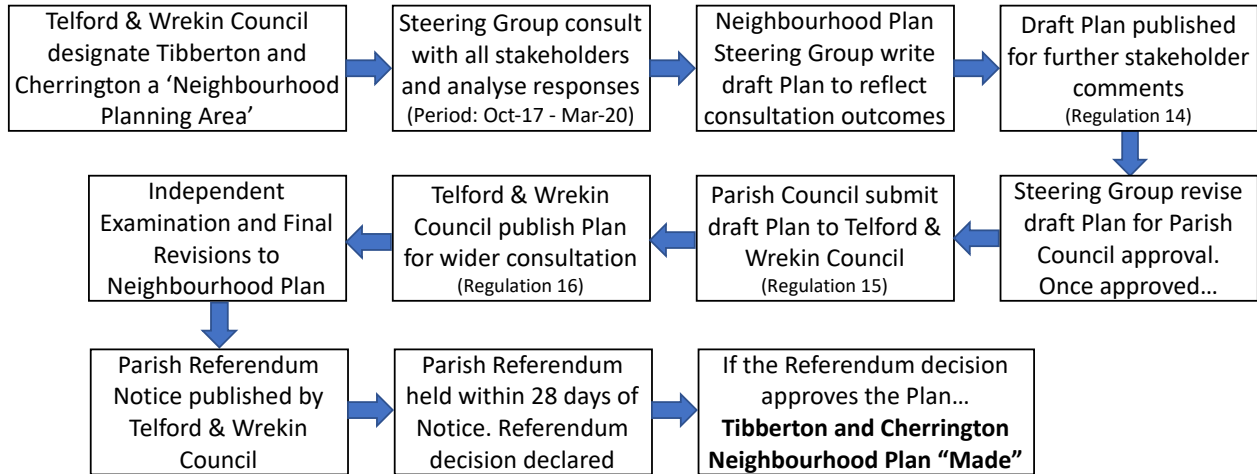 Telford & Wrekin Council
designate Tibberton and
Cherrington a ‘Neighbourhood
Planning Area’
Steering Group consult
with all stakeholders
and analyse responses
(Period: Oct-17 - Mar-20)
Neighbourhood Plan
Steering Group write
draft Plan to reflect
consultation outcomes
Draft Plan published
for further stakeholder
comments
(Regulation 14)
Steering Group revise
draft Plan for Parish
Council approval.
Once approved…
Parish Council submit
draft Plan to Telford &
Wrekin Council
(Regulation 15)
Telford & Wrekin
Council publish Plan
for wider consultation
(Regulation 16)
Independent
Examination and Final
Revisions to
Neighbourhood Plan
Parish Referendum
Notice published by
Telford & Wrekin
Council
Parish Referendum
held within 28 days of
Notice. Referendum
decision declared
If the Referendum decision
approves the Plan…
Tibberton and Cherrington
Neighbourhood Plan “Made”